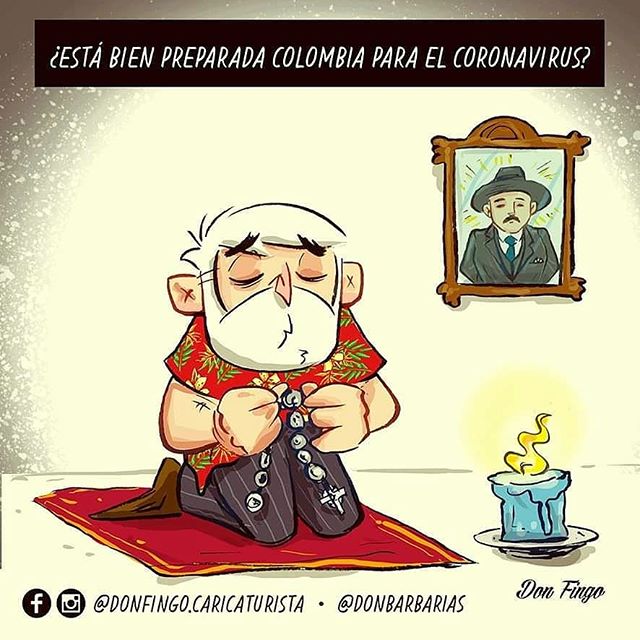 ¿ESTÁ BIEN PREPARADA COLOMBIA PARA EL CORONAVIRUS?
Don Fingo
@DONFINGO.CARICATURISTA • @DONBARBARIAS